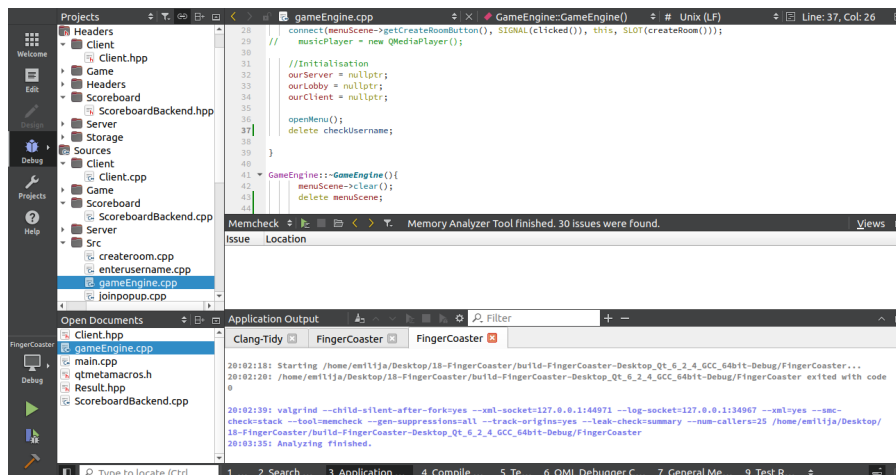 Projects
gameEngine.cpp
GameEngine::GameEngine()
# Unix (LF)
Line: 37, Col: 26
Welcome
Edit
Design
Debug
Projects
Help
FingerCoaster
Debug
Headers
Client
Client.hpp
Game
Headers
Scoreboard
ScoreboardBackend.hpp
Server
Storage
Sources
Client
Client.cpp
Game
Scoreboard
ScoreboardBackend.cpp
Server
Src
createroom.cpp
enterusername.cpp
gameEngine.cpp
joinpopup.cpp
28 connect(menuScene->getCreateRoomButton(), SIGNAL(clicked()), this, SLOT(createRoom()));
29 // musicPlayer = new QMediaPlayer();
30
31 //Initialisation
32 ourServer = nullptr;
33 ourLobby = nullptr;
34 ourClient = nullptr;
35
36 openMenu();
37 delete checkUsername;
38
39 }
40
41 GameEngine::~GameEngine(){
42 menuScene->clear();
43 delete menuScene;
44
Memcheck
Memory Analyzer Tool finished. 30 issues were found.
Views
Issue Location
Open Documents
Client.hpp
gameEngine.cpp
main.cpp
qtmetamacros.h
Result.hpp
ScoreboardBackend.cpp
Application Output
Filter
Clang-Tidy
FingerCoaster
FingerCoaster
20:02:18: Starting /home/emilija/Desktop/18-FingerCoaster/build-FingerCoaster-Desktop_Qt_6_2_4_GCC_64bit-Debug/FingerCoaster...
20:02:20: /home/emilija/Desktop/18-FingerCoaster/build-FingerCoaster-Desktop_Qt_6_2_4_GCC_64bit-Debug/FingerCoaster exited with code
0
20:02:39: valgrind --child-silent-after-fork=yes --xml-socket=127.0.0.1:44971 --log-socket=127.0.0.1:34967 --xml=yes --smc-
check=stack --tool=memcheck --gen-suppressions=all --track-origins=yes --leak-check=summary --num-callers=25 /home/emilija/Desktop/
18-FingerCoaster/build-FingerCoaster-Desktop_Qt_6_2_4_GCC_64bit-Debug/FingerCoaster
20:03:35: Analyzing finished.
Type to locate (Ctrl
1 2 Search 3 Application 4 Compile 5 Te 6 QML Debugger C 7 General Me 9 Test R